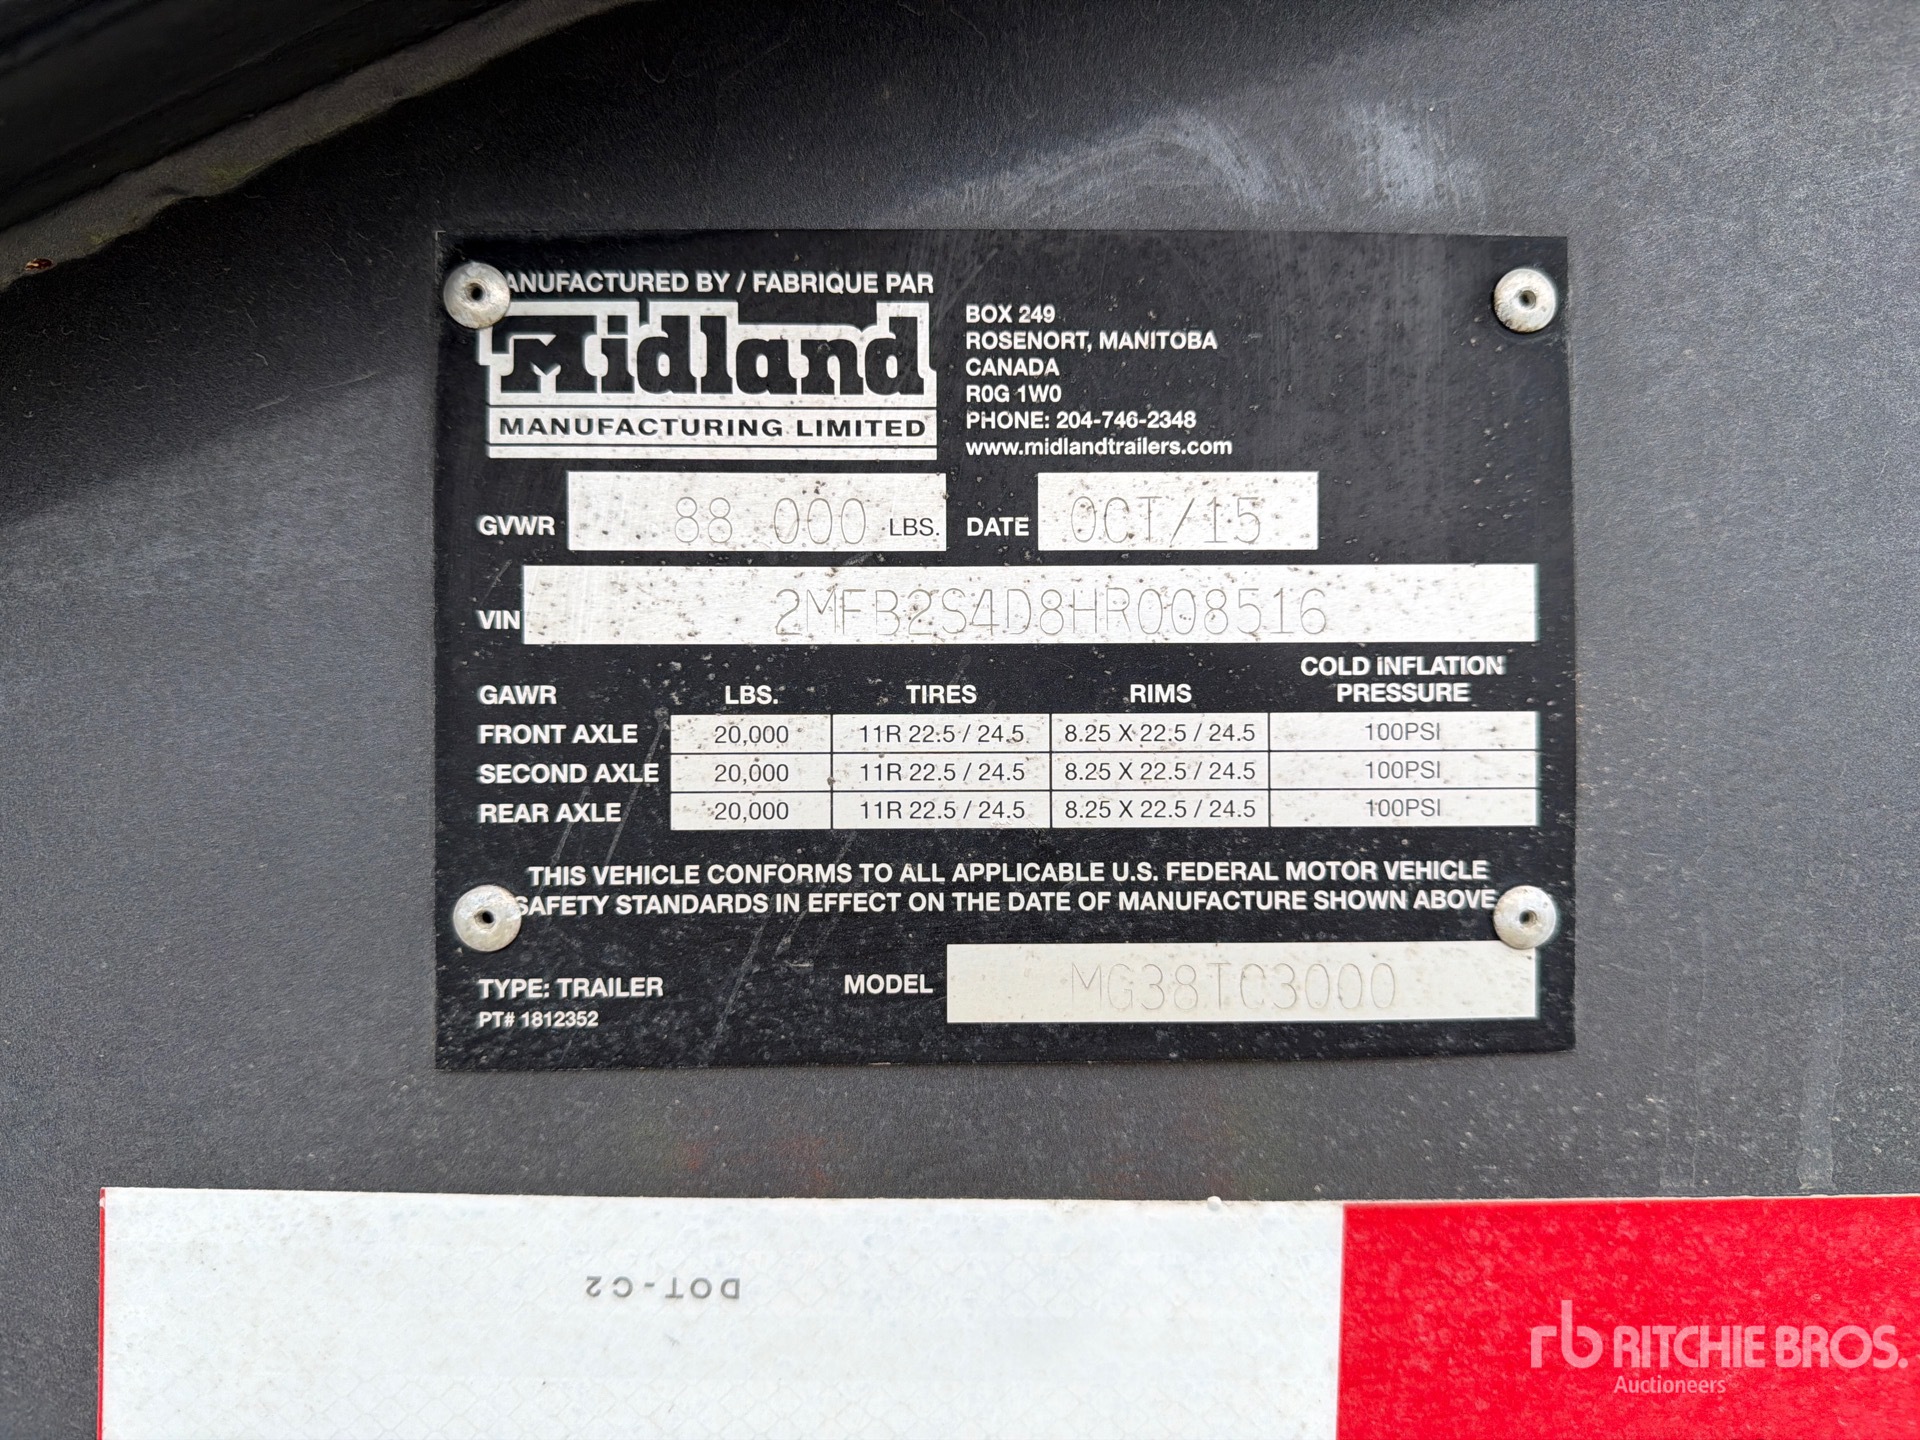 MANUFACTURED BY / FABRIQUE PAR
Midland
MANUFACTURING LIMITED
BOX 249
ROSENORT, MANITOBA
CANADA
R0G 1W0
PHONE: 204-746-2348
www.midlandtrailers.com
GVWR 88 000 LBS. DATE OCT/15
VIN 2MFB2S4D8HR008516
GAWR LBS. TIRES RIMS COLD INFLATION PRESSURE
FRONT AXLE 20,000 11R 22.5 / 24.5 8.25 X 22.5 / 24.5 100PSI
SECOND AXLE 20,000 11R 22.5 / 24.5 8.25 X 22.5 / 24.5 100PSI
REAR AXLE 20,000 11R 22.5 / 24.5 8.25 X 22.5 / 24.5 100PSI
THIS VEHICLE CONFORMS TO ALL APPLICABLE U.S. FEDERAL MOTOR VEHICLE
SAFETY STANDARDS IN EFFECT ON THE DATE OF MANUFACTURE SHOWN ABOVE
TYPE: TRAILER MODEL MG38TC3000
PT# 1812352
DOT-C2
rb RITCHIE BROS.
Auctioneers